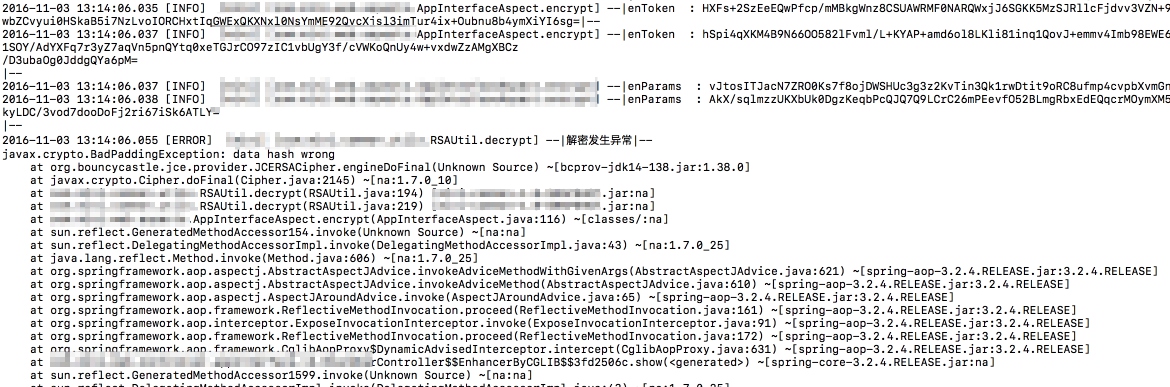 2016-11-03 13:14:06.035 [INFO] AppInterfaceAspect.encrypt] --|enToken : HXFs+2SzEeEQwPfcp/mMBkgWnz8CSUAWRMF0NARQWxjJ6SGKK5MzSJRllcFjdvv3VZN+9
wbZCvyui0HSkaB5i7NzLvoIORCHxtIqGWExQKXNxl0NsYmME92QvcXjsl3imTur4ix+Oubnu8b4ymXiYI6sg=|--
2016-11-03 13:14:06.037 [INFO] AppInterfaceAspect.encrypt] --|enToken : hSpi4qXKM4B9N66OO582lFvml/L+KYAP+amd6ol8LKli81inq1QovJ+emmv4Imb98EWE6
1SOY/AdYXFq7r3yZ7aqVn5pnQYtq0xeTGJrCO97zIC1vbUgY3f/cVWKoQnUy4w+vxdwZzAMgXBCz
/D3ubaOg0JddgQYa6pM=
|--
2016-11-03 13:14:06.037 [INFO] --|enParams : vJtosITJacN7ZRO0Ks7f8ojDWSHUc3g3z2KvTin3Qk1rwDtit9oRC8ufmp4cvpbXvmGn
2016-11-03 13:14:06.038 [INFO] --|enParams : AkX/sqlmzzUKXbUk0DgzKeqbPcQJQ7Q9LCrC26mPEevfO52BLmgRbxEdEQqcrMOymXM5
kyLDC/3vod7dooDoFj2ri67iSk6ATLY=
|--
2016-11-03 13:14:06.055 [ERROR] .RSAUtil.decrypt] --|解密发生异常|--
javax.crypto.BadPaddingException: data hash wrong
at org.bouncycastle.jce.provider.JCERSACipher.engineDoFinal(Unknown Source) ~[bcprov-jdk14-138.jar:1.38.0]
at javax.crypto.Cipher.doFinal(Cipher.java:2145) ~[na:1.7.0_10]
at .RSAUtil.decrypt(RSAUtil.java:194) [ .jar:na]
at .RSAUtil.decrypt(RSAUtil.java:219) [ .jar:na]
at .AppInterfaceAspect.encrypt(AppInterfaceAspect.java:116) ~[classes/:na]
at sun.reflect.GeneratedMethodAccessor154.invoke(Unknown Source) ~[na:na]
at sun.reflect.DelegatingMethodAccessorImpl.invoke(DelegatingMethodAccessorImpl.java:43) ~[na:1.7.0_25]
at java.lang.reflect.Method.invoke(Method.java:606) ~[na:1.7.0_25]
at org.springframework.aop.aspectj.AbstractAspectJAdvice.invokeAdviceMethodWithGivenArgs(AbstractAspectJAdvice.java:621) ~[spring-aop-3.2.4.RELEASE.jar:3.2.4.RELEASE]
at org.springframework.aop.aspectj.AbstractAspectJAdvice.invokeAdviceMethod(AbstractAspectJAdvice.java:610) ~[spring-aop-3.2.4.RELEASE.jar:3.2.4.RELEASE]
at org.springframework.aop.aspectj.AspectJAroundAdvice.invoke(AspectJAroundAdvice.java:65) ~[spring-aop-3.2.4.RELEASE.jar:3.2.4.RELEASE]
at org.springframework.aop.framework.ReflectiveMethodInvocation.proceed(ReflectiveMethodInvocation.java:161) ~[spring-aop-3.2.4.RELEASE.jar:3.2.4.RELEASE]
at org.springframework.aop.interceptor.ExposeInvocationInterceptor.invoke(ExposeInvocationInterceptor.java:91) ~[spring-aop-3.2.4.RELEASE.jar:3.2.4.RELEASE]
at org.springframework.aop.framework.ReflectiveMethodInvocation.proceed(ReflectiveMethodInvocation.java:172) ~[spring-aop-3.2.4.RELEASE.jar:3.2.4.RELEASE]
at org.springframework.aop.framework.CglibAopProxy$DynamicAdvisedInterceptor.intercept(CglibAopProxy.java:631) ~[spring-aop-3.2.4.RELEASE.jar:3.2.4.RELEASE]
at rController$$EnhancerByCGLIB$$3fd2506c.show(<generated>) ~[spring-core-3.2.4.RELEASE.jar:na]
at sun.reflect.GeneratedMethodAccessor1599.invoke(Unknown Source) ~[na:na]